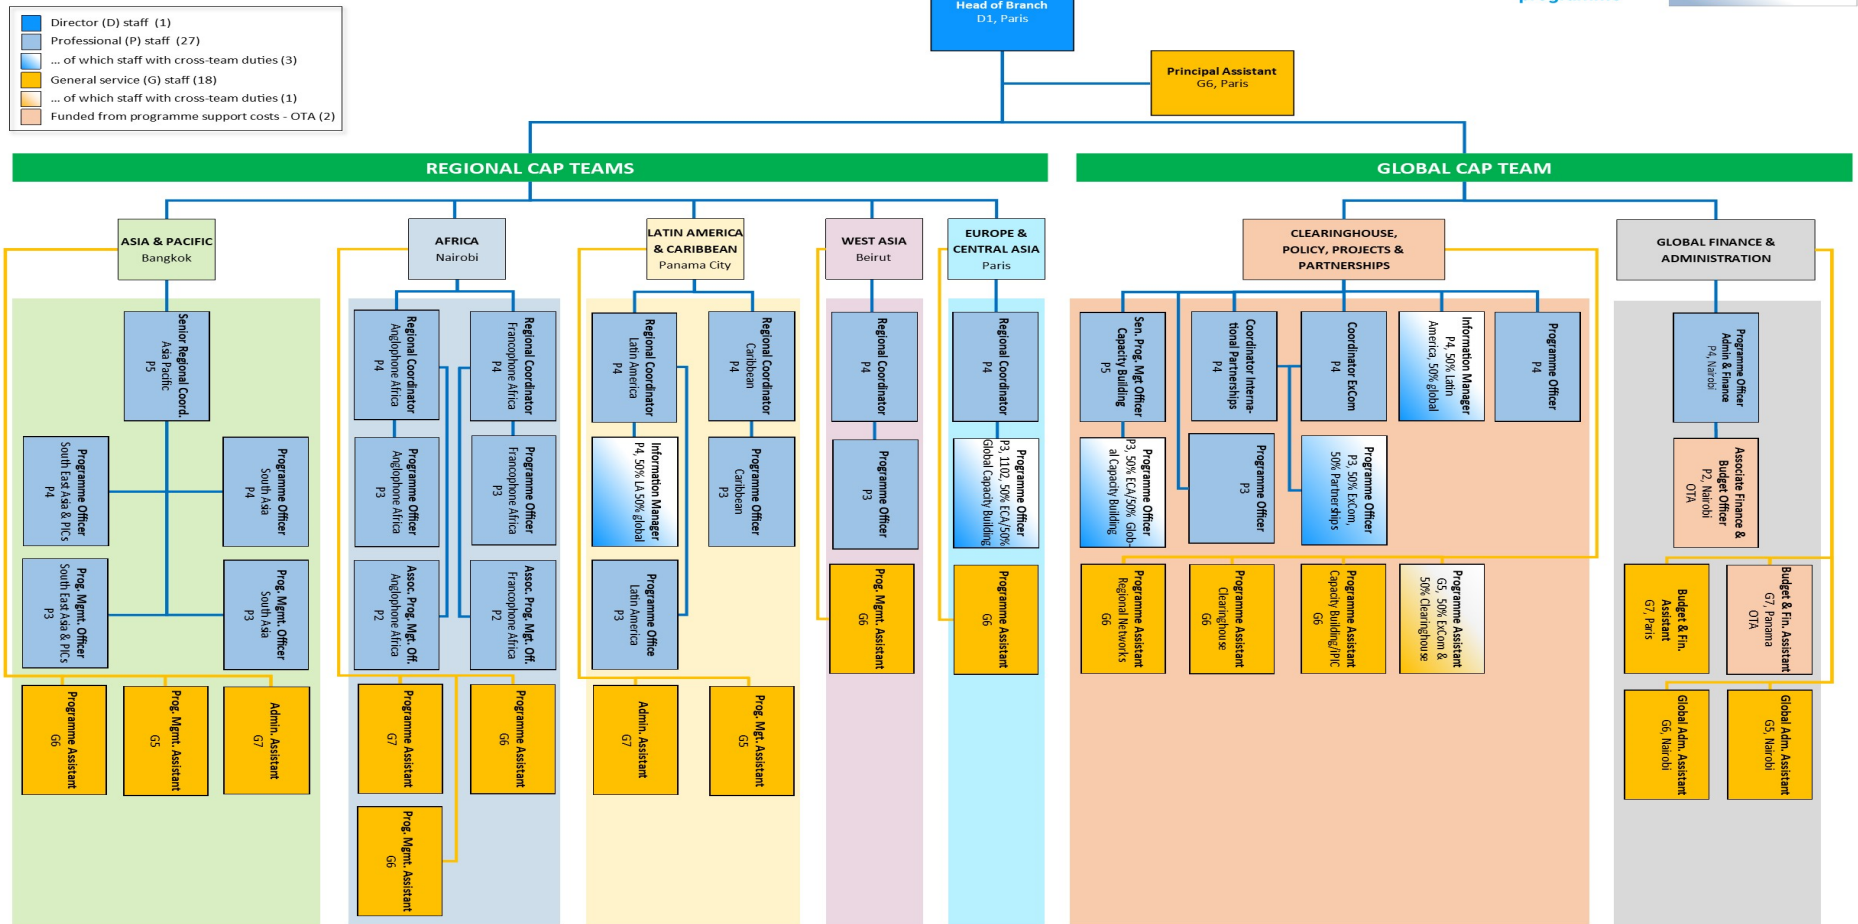 Head of Branch
D1, Paris
programme
Director (D) staff (1)
Professional (P) staff (27)
... of which staff with cross-team duties (3)
General service (G) staff (18)
... of which staff with cross-team duties (1)
Funded from programme support costs - OTA (2)
Principal Assistant
G6, Paris
REGIONAL CAP TEAMS
GLOBAL CAP TEAM
ASIA & PACIFIC
Bangkok
AFRICA
Nairobi
LATIN AMERICA
& CARIBBEAN
Panama City
WEST ASIA
Beirut
EUROPE &
CENTRAL ASIA
Paris
CLEARINGHOUSE,
POLICY, PROJECTS &
PARTNERSHIPS
GLOBAL FINANCE &
ADMINISTRATION
Senior Regional Coord.
Asia Pacific
P5
Programme Officer
South East Asia & PICs
P4
Programme Officer
South Asia
P4
Prog. Mgmt. Officer
South East Asia & PICs
P3
Prog. Mgmt. Officer
South Asia
P3
Programme Assistant
G6
Prog. Mgmt. Assistant
G5
Admin. Assistant
G7
Regional Coordinator
Anglophone Africa
P4
Regional Coordinator
Francophone Africa
P4
Programme Officer
Anglophone Africa
P3
Programme Officer
Francophone Africa
P3
Assoc. Prog. Mgt. Off.
Anglophone Africa
P2
Assoc. Prog. Mgt. Off.
Francophone Africa
P2
Programme Assistant
G7
Programme Assistant
G6
Prog. Mgmt. Assistant
G6
Regional Coordinator
Latin America
P4
Regional Coordinator
Caribbean
P4
Information Manager
P4, 50% LA 50% global
Programme Officer
Caribbean
P3
Programme Office
Latin America
P3
Admin. Assistant
G7
Prog. Mgt. Assistant
G5
Regional Coordinator
P4
Programme Officer
P3
Prog. Mgmt. Assistant
G6
Regional Coordinator
P4
Programme Officer
P3, 1102, 50% ECA/50%
Global Capacity Building
Programme Assistant
G6
Sen. Prog. Mgt Officer
Capacity Building
P5
Coordinator Interna-
tional Partnerships
P4
Coordinator ExCom
P4
Information Manager
P4, 50% Latin
America, 50% global
Programme Officer
P4
Programme Officer
P3, 50% ECA/50% Glob-
al Capacity Building
Programme Officer
P3
Programme Officer
P3, 50% ExCom,
50% Partnerships
Programme Assistant
Regional Networks
G6
Programme Assistant
Clearinghouse
G6
Programme Assistant
Capacity Building/iPIC
G6
Programme Assistant
G5, 50% ExCom &
50% Clearinghouse
Programme Officer
Admin & Finance
P4, Nairobi
Associate Finance &
Budget Officer
P2, Nairobi
OTA
Budget & Fin.
Assistant
G7, Paris
Budget & Fin. Assistant
G7, Panama
OTA
Global Adm. Assistant
G6, Nairobi
Global Adm. Assistant
G5, Nairobi